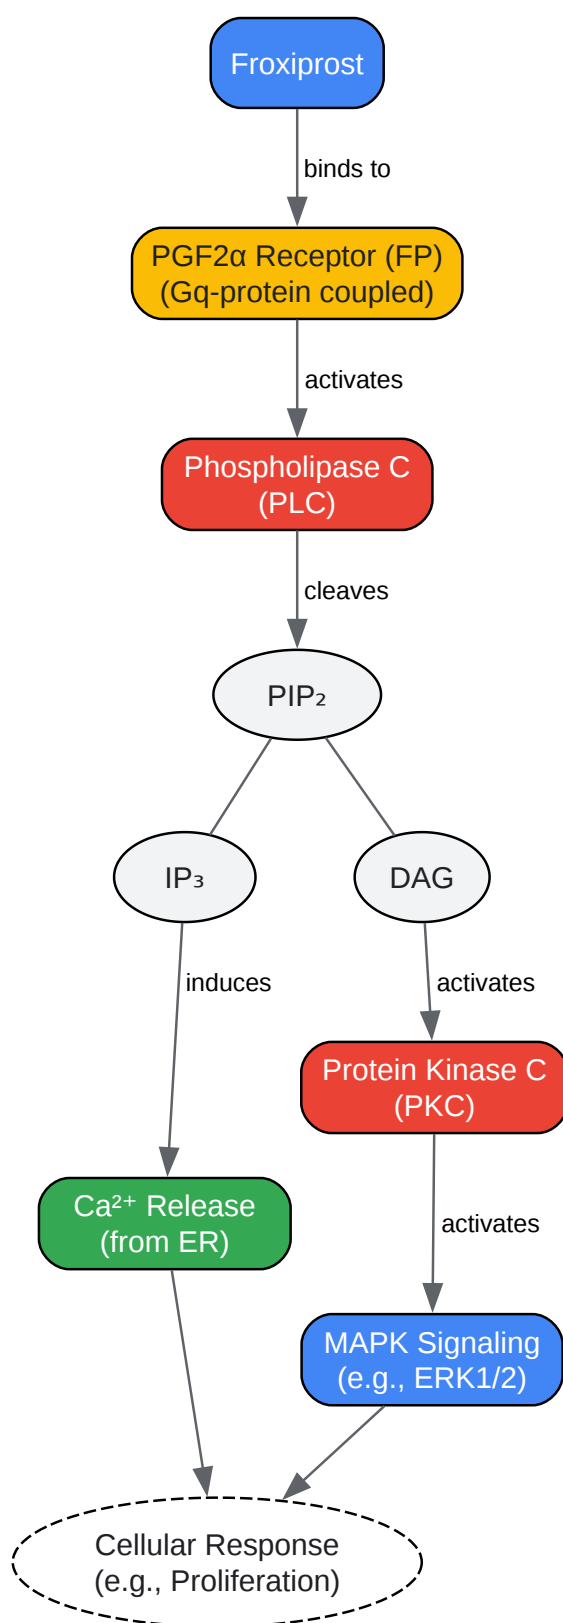 Froxiprost
binds to
PGF2α Receptor (FP)
(Gq-protein coupled)
activates
Phospholipase C
(PLC)
cleaves
PIP₂
IP₃
DAG
induces
activates
Protein Kinase C
(PKC)
Ca²⁺ Release
(from ER)
activates
MAPK Signaling
(e.g., ERK1/2)
Cellular Response
(e.g., Proliferation)